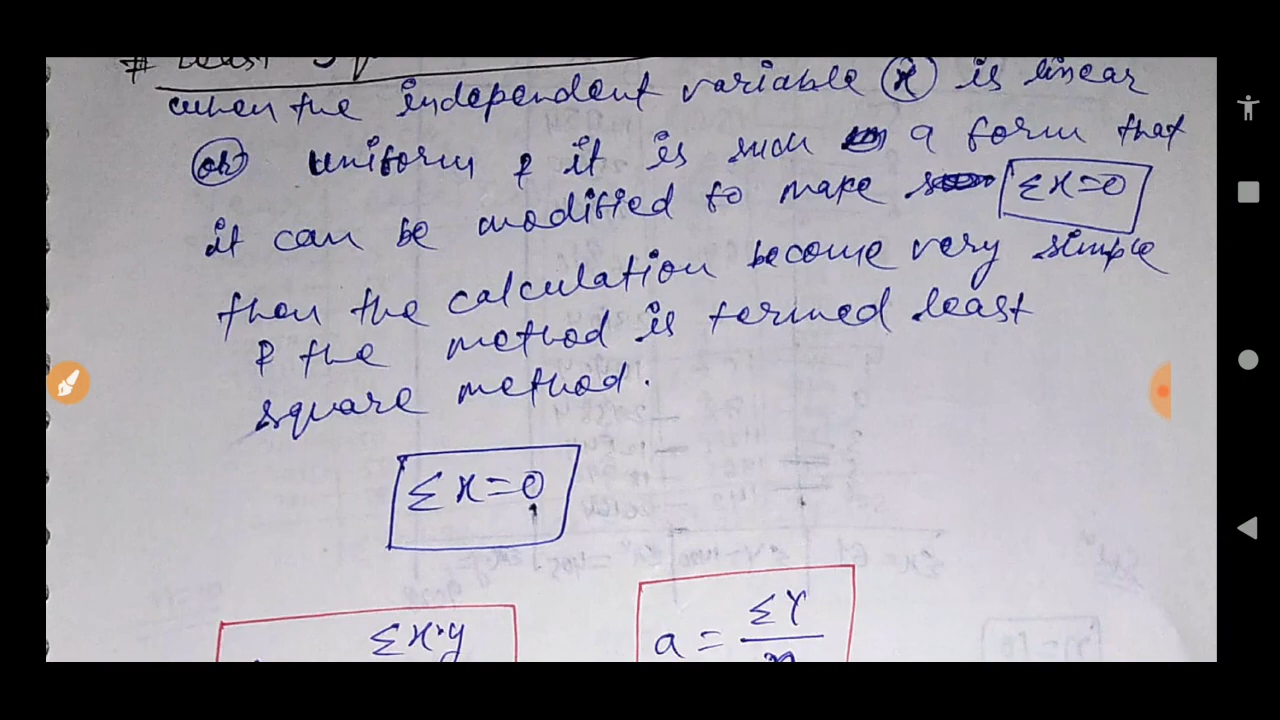 # Least Sq
when the independent variable (x) is linear
(or) uniform & it is such a form that
it can be modified to make Σx=0
then the calculation become very simple
& the method is termed least
square method.
Σx=0
Σx·y
a = ΣY
n